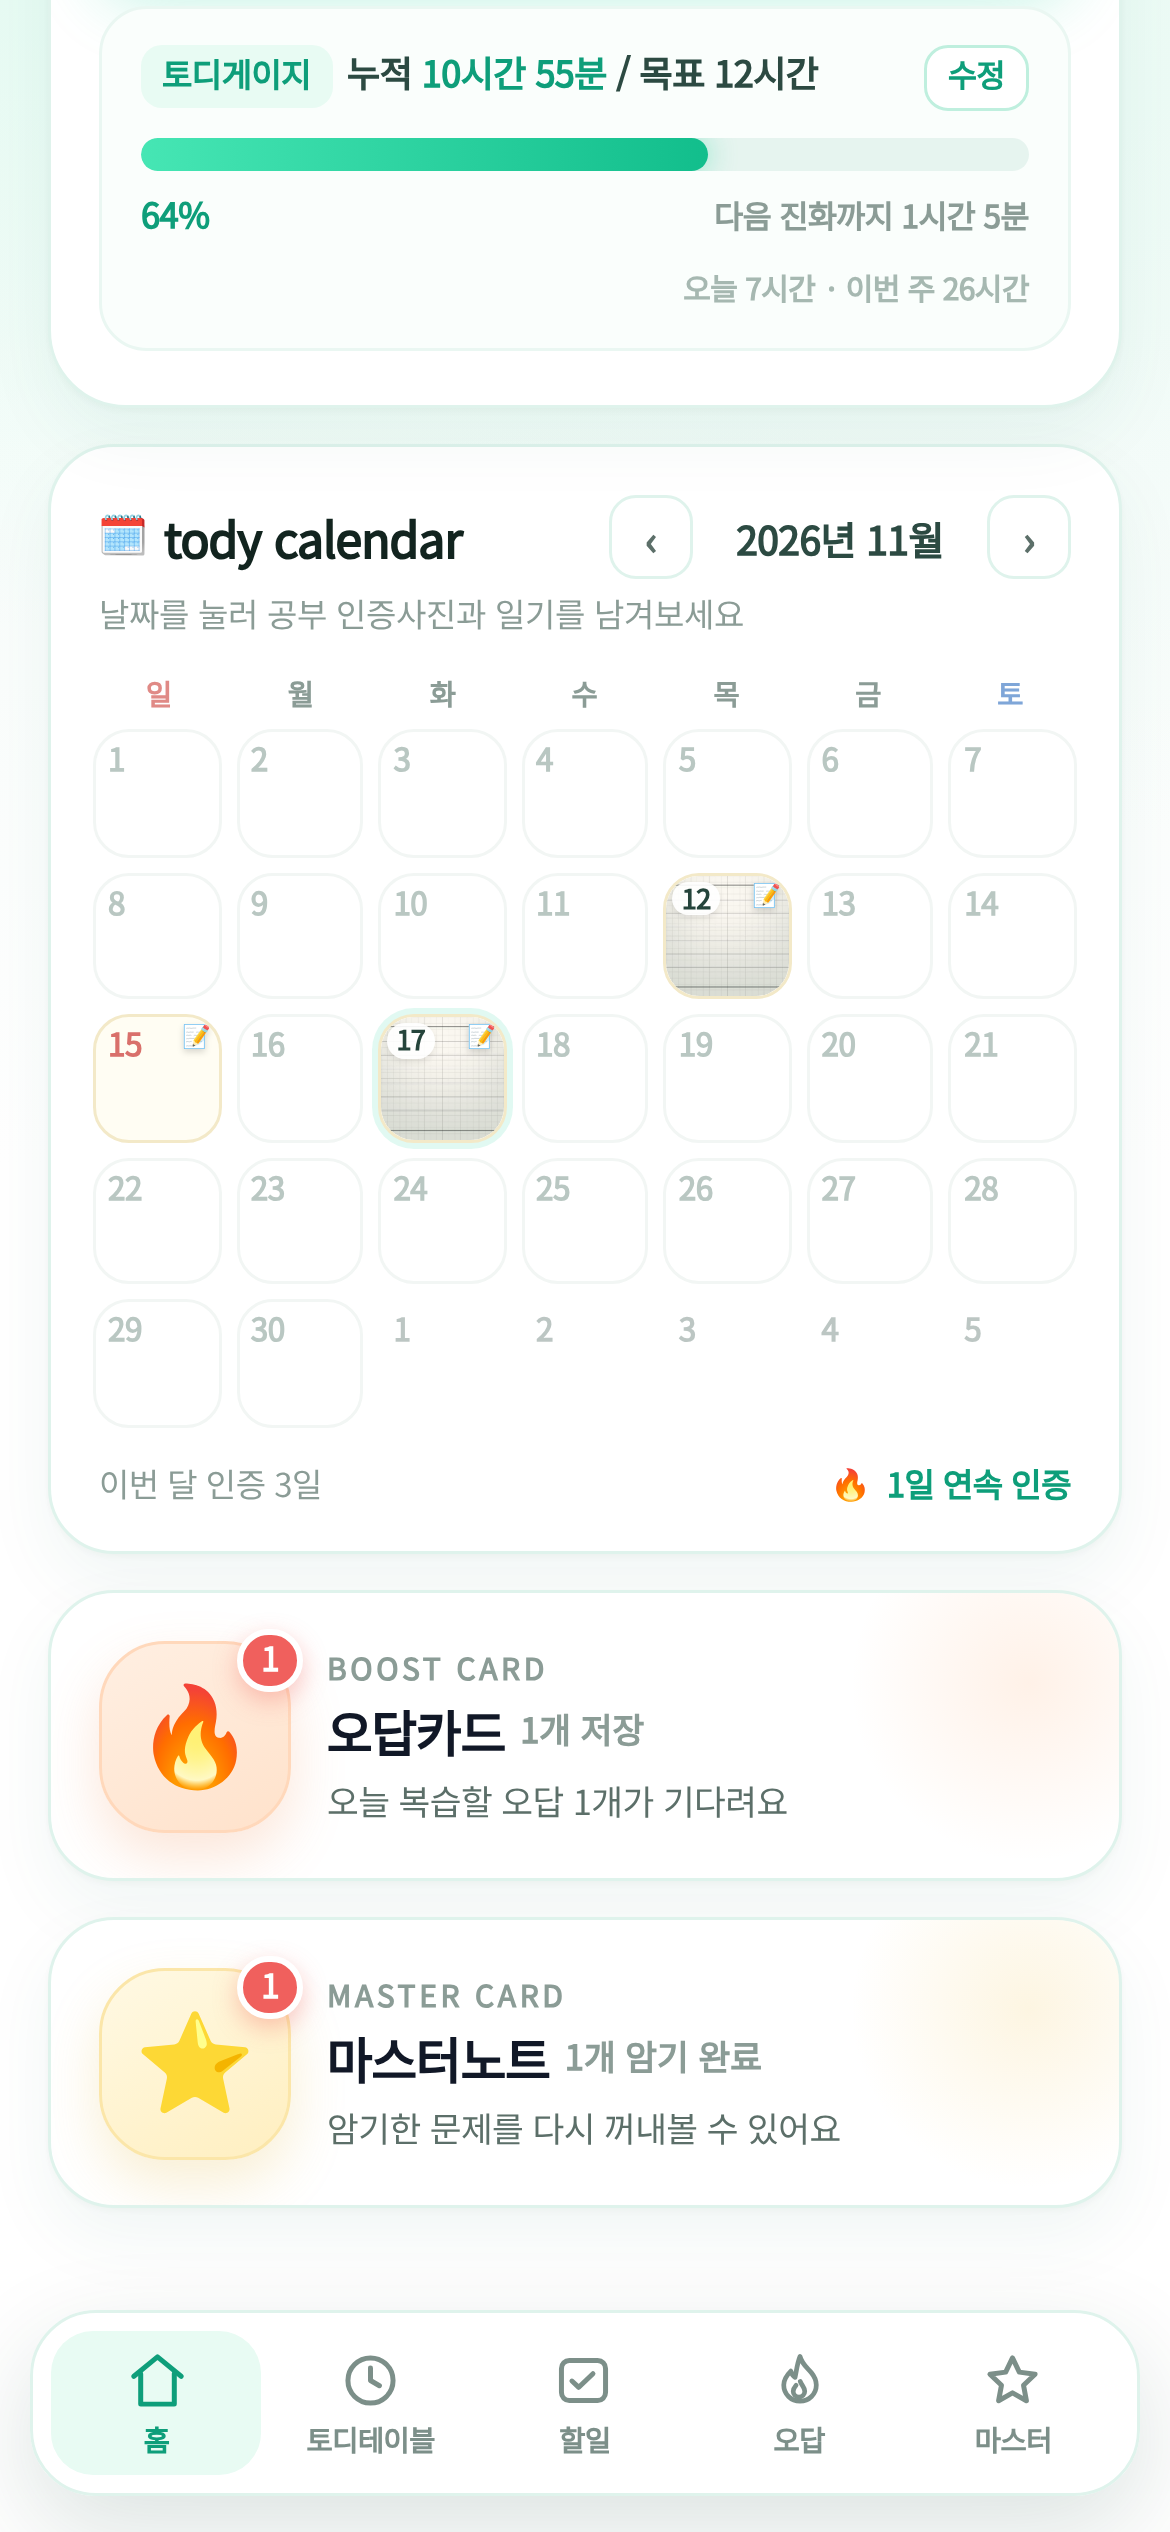 토디게이지 누적 10시간 55분 / 목표 12시간 수정
64% 다음 진화까지 1시간 5분
오늘 7시간 · 이번 주 26시간
tody calendar ‹ 2026년 11월 ›
날짜를 눌러 공부 인증사진과 일기를 남겨보세요
일 월 화 수 목 금 토
1 2 3 4 5 6 7
8 9 10 11 12 13 14
15 16 17 18 19 20 21
22 23 24 25 26 27 28
29 30 1 2 3 4 5
이번 달 인증 3일 1일 연속 인증
1
BOOST CARD
오답카드 1개 저장
오늘 복습할 오답 1개가 기다려요
1
MASTER CARD
마스터노트 1개 암기 완료
암기한 문제를 다시 꺼내볼 수 있어요
홈 토디테이블 할일 오답 마스터